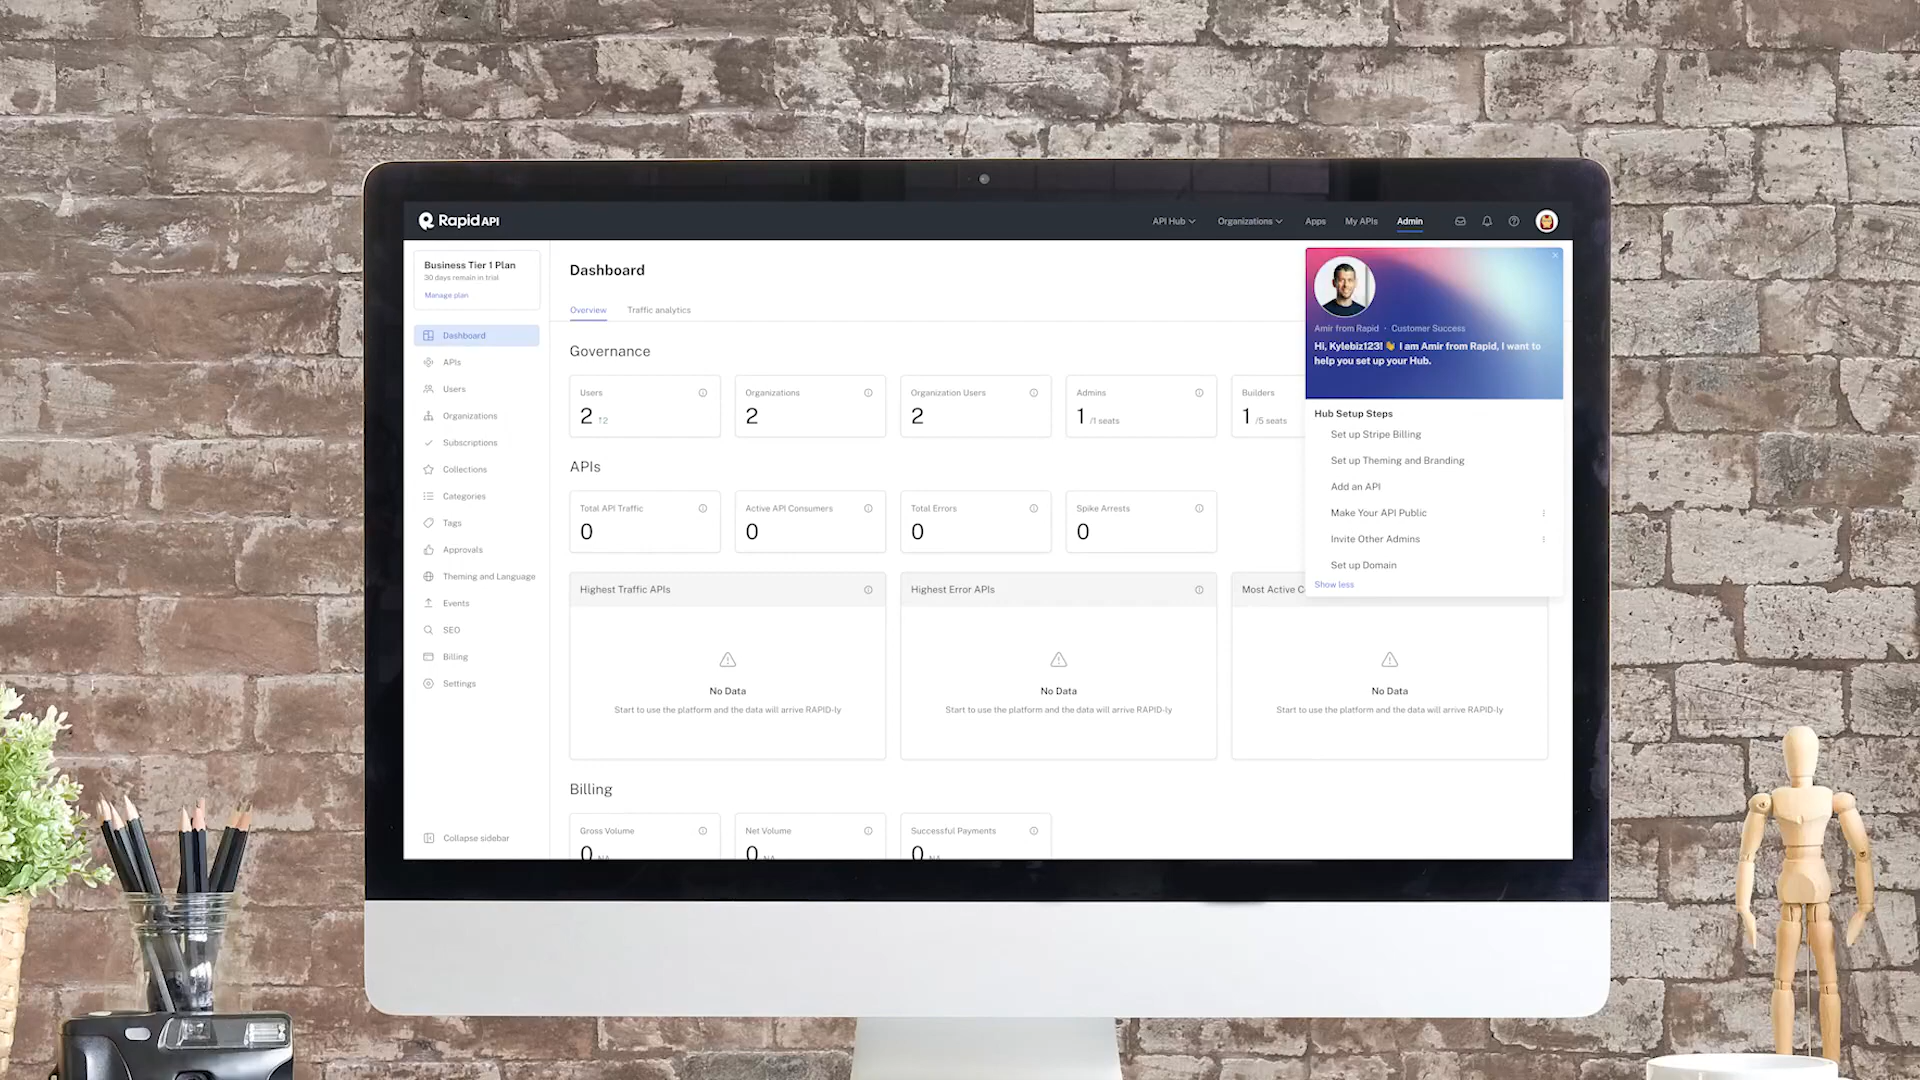 RapidAPI
API Hub
Organizations
Apps
My APIs
Admin
Business Tier 1 Plan
30 days remain in trial
Manage plan
Dashboard
APIs
Users
Organizations
Subscriptions
Collections
Categories
Tags
Approvals
Theming and Language
Events
SEO
Billing
Settings
Collapse sidebar
Dashboard
Overview
Traffic analytics
Governance
Users
2 ↑2
Organizations
2
Organization Users
2
Admins
1 /1 seats
Builders
1 /5 seats
APIs
Total API Traffic
0
Active API Consumers
0
Total Errors
0
Spike Arrests
0
Highest Traffic APIs
No Data
Start to use the platform and the data will arrive RAPID-ly
Highest Error APIs
No Data
Start to use the platform and the data will arrive RAPID-ly
Most Active C
No Data
Start to use the platform and the data will arrive RAPID-ly
Billing
Gross Volume
0 NA
Net Volume
0 NA
Successful Payments
0 NA
Amir from Rapid · Customer Success
Hi, Kylebiz123! 👋 I am Amir from Rapid, I want to
help you set up your Hub.
Hub Setup Steps
Set up Stripe Billing
Set up Theming and Branding
Add an API
Make Your API Public
Invite Other Admins
Set up Domain
Show less